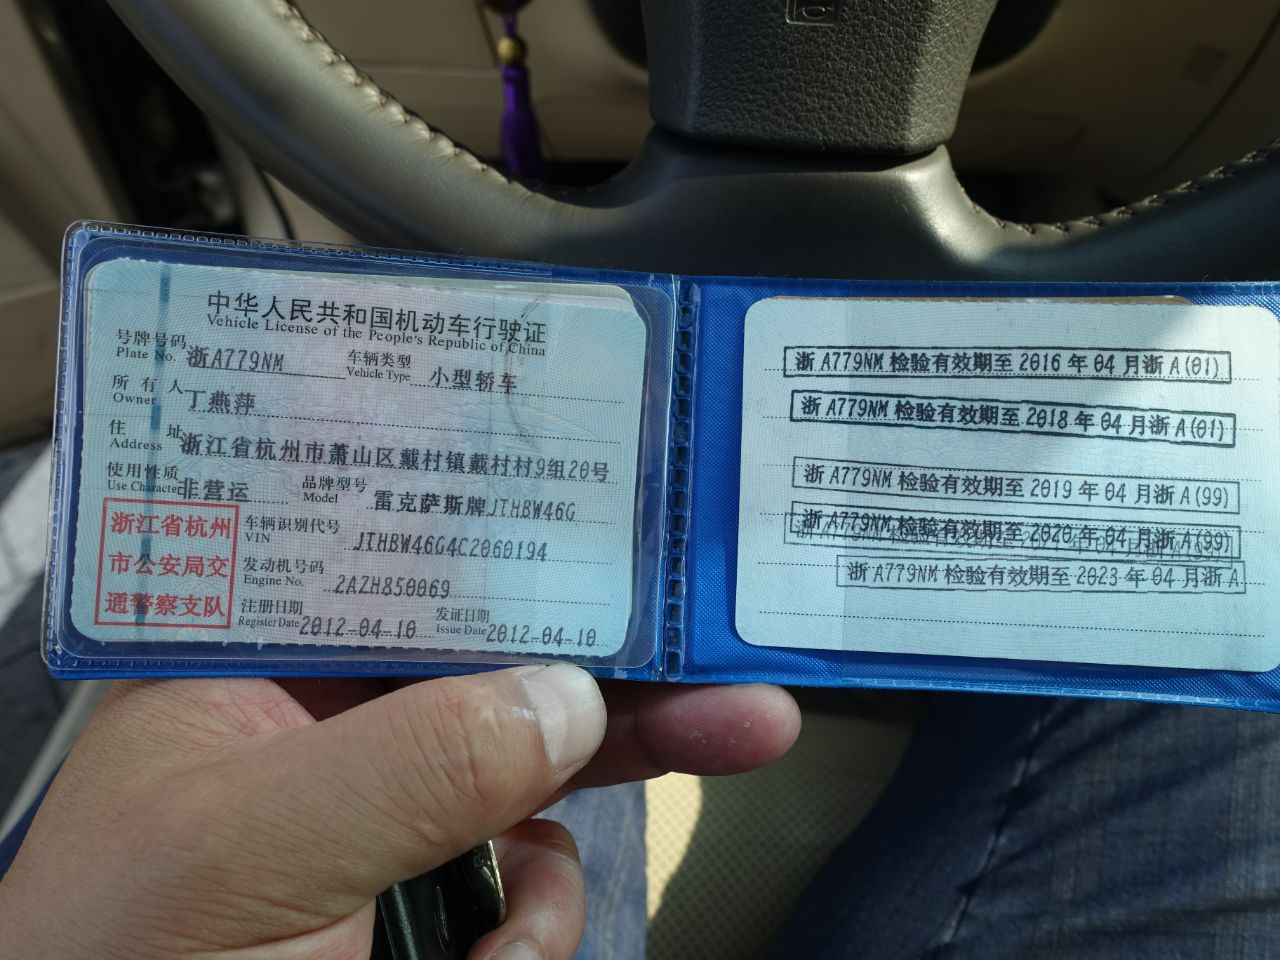 中华人民共和国机动车行驶证
Vehicle License of the People's Republic of China
号牌号码 浙A779NM 车辆类型 小型轿车
Plate No. Vehicle Type
所有人 丁燕萍
Owner
住址 浙江省杭州市萧山区戴村镇戴村村9组20号
Address
使用性质 非营运 品牌型号 雷克萨斯牌JTHBW46G
Use Characte Model
浙江省杭州
市公安局交
通警察支队
车辆识别代号 JTHBW46G4C2060194
VIN
发动机号码 2AZH850069
Engine No.
注册日期 2012-04-10 发证日期 2012-04-10
Register Date Issue Date
浙A779NM检验有效期至2016年04月浙A(01)
浙A779NM检验有效期至2018年04月浙A(01)
浙A779NM检验有效期至2019年04月浙A(99)
浙A779NM检验有效期至2020年04月浙A(99)
浙A779NM检验有效期至2023年04月浙A